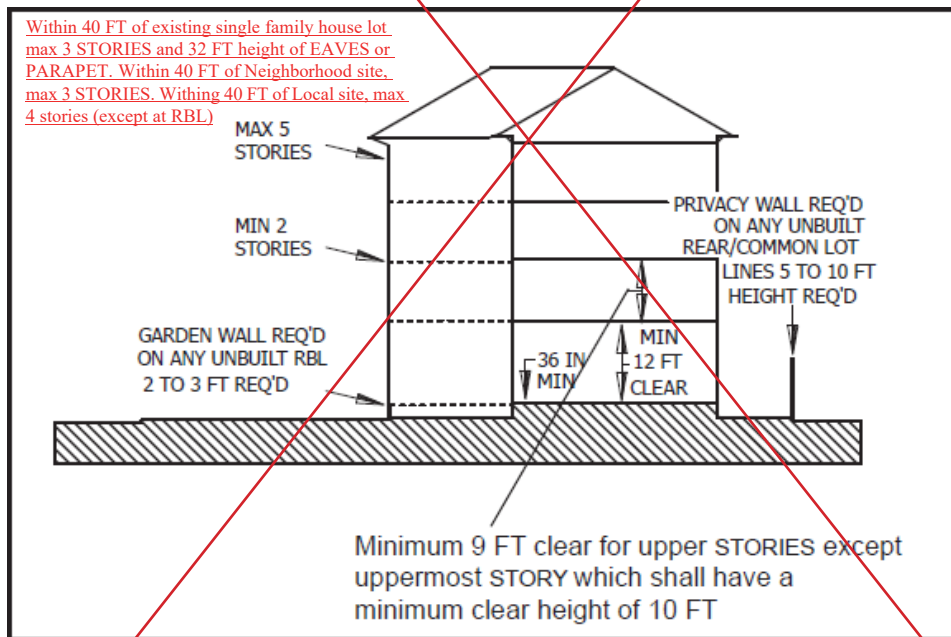 Within 40 FT of existing single family house lot
max 3 STORIES and 32 FT height of EAVES or
PARAPET. Within 40 FT of Neighborhood site,
max 3 STORIES. Withing 40 FT of Local site, max
4 stories (except at RBL)
MAX 5
STORIES
MIN 2
STORIES
PRIVACY WALL REQ'D
ON ANY UNBUILT
REAR/COMMON LOT
LINES 5 TO 10 FT
HEIGHT REQ'D
GARDEN WALL REQ'D
ON ANY UNBUILT RBL
2 TO 3 FT REQ'D
36 IN
MIN
MIN
12 FT
CLEAR
Minimum 9 FT clear for upper STORIES except
uppermost STORY which shall have a
minimum clear height of 10 FT